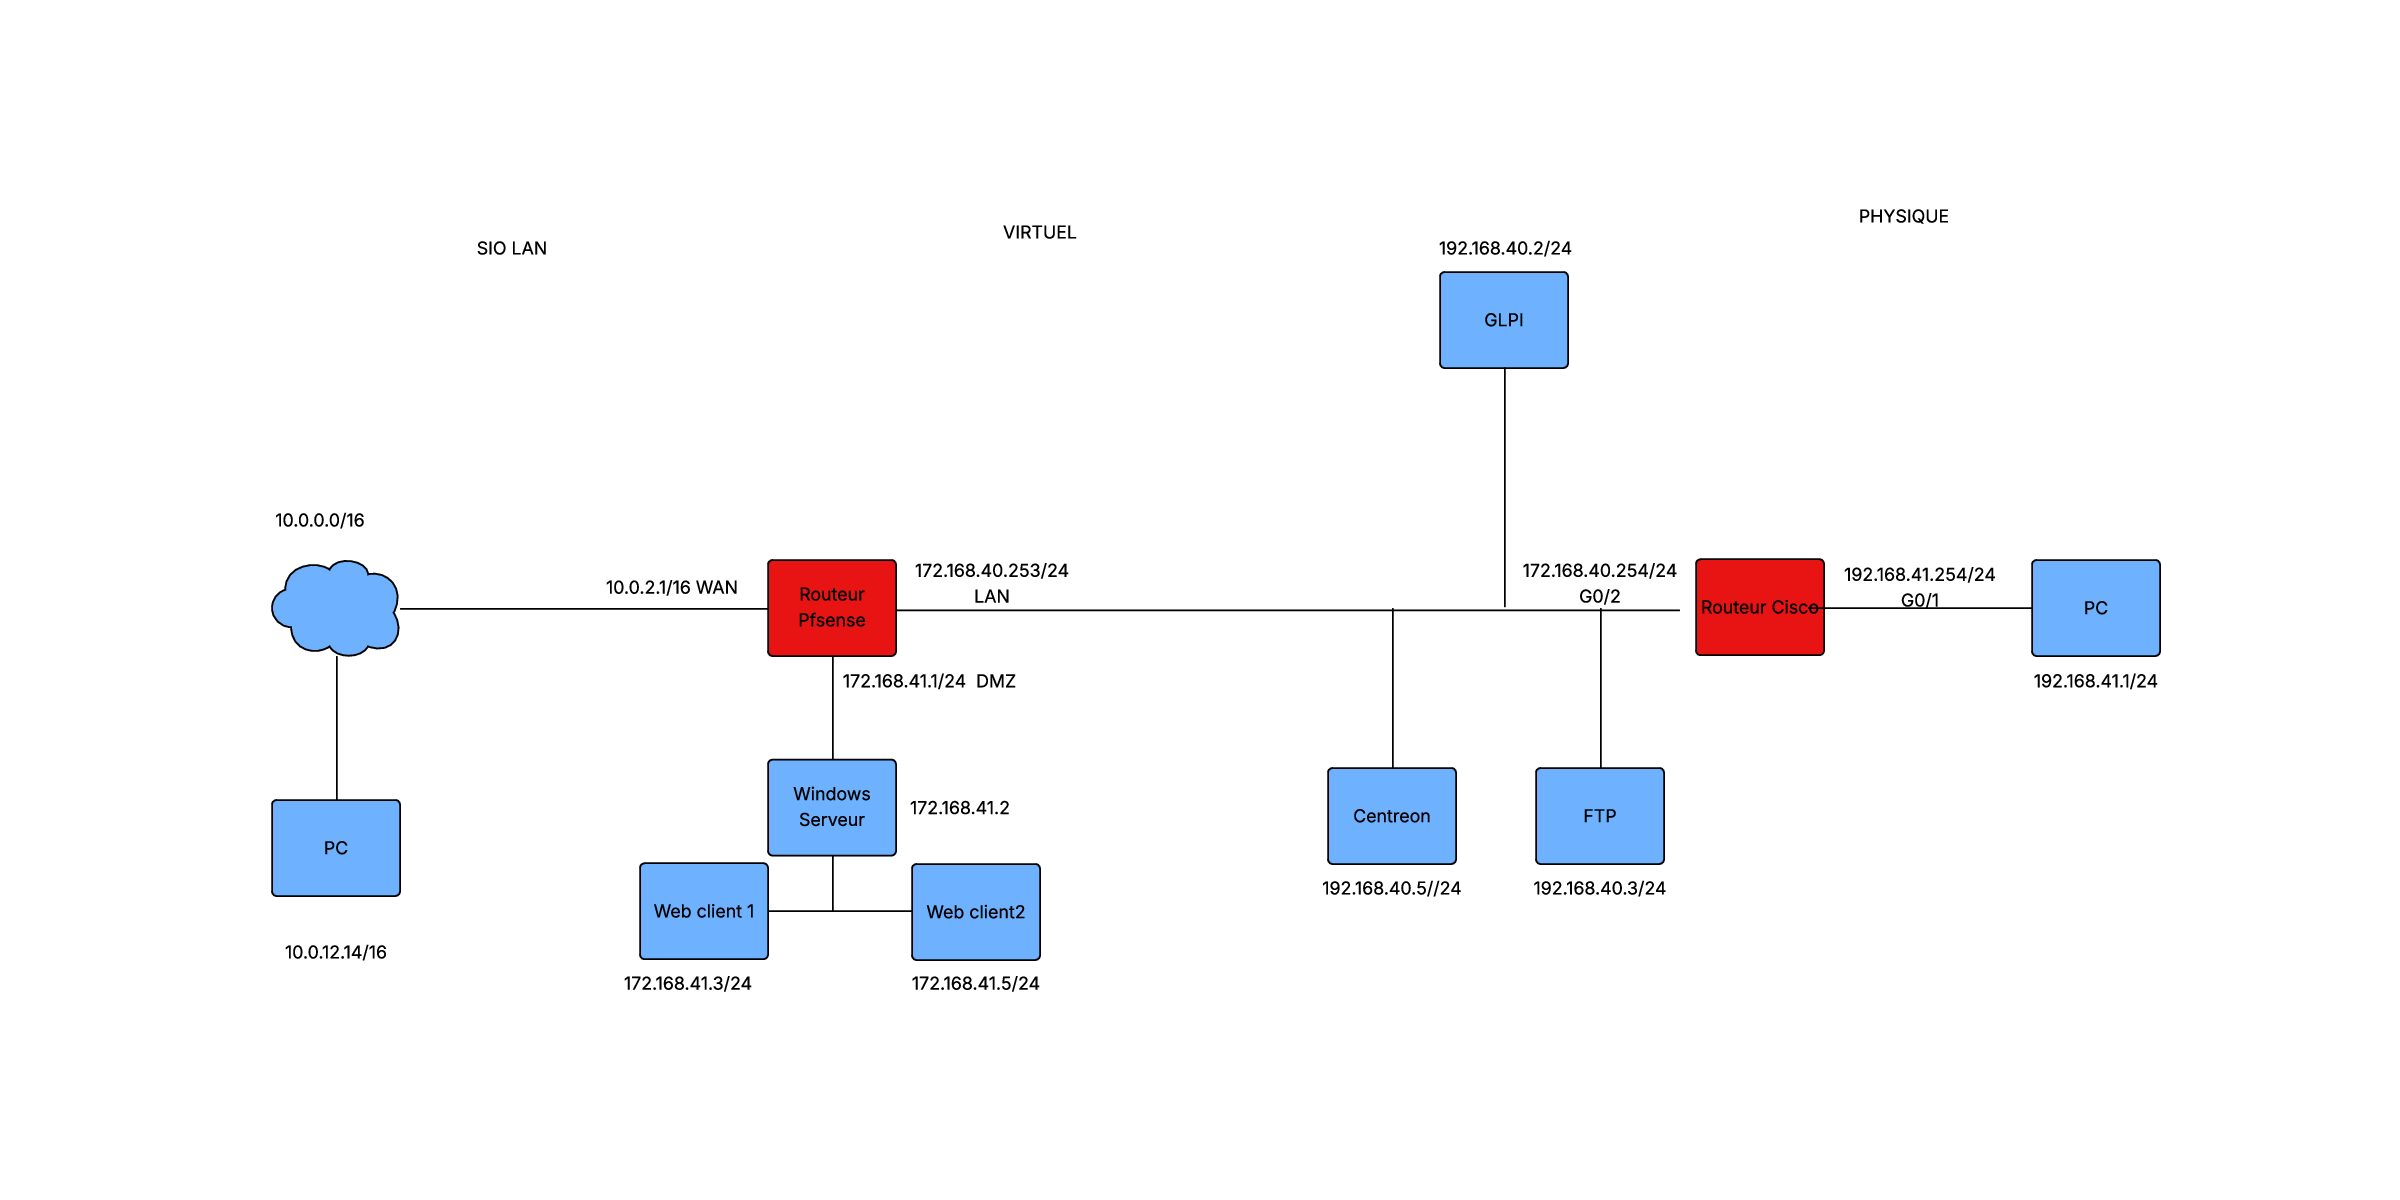 PHYSIQUE
VIRTUEL
SIO LAN
192.168.40.2/24
GLPI
10.0.0.0/16
10.0.2.1/16 WAN
Routeur
Pfsense
172.168.40.253/24
LAN
172.168.40.254/24
G0/2
Routeur Cisco
192.168.41.254/24
G0/1
PC
192.168.41.1/24
172.168.41.1/24  DMZ
Windows
Serveur
172.168.41.2
PC
10.0.12.14/16
Web client 1
172.168.41.3/24
Web client2
172.168.41.5/24
Centreon
192.168.40.5//24
FTP
192.168.40.3/24